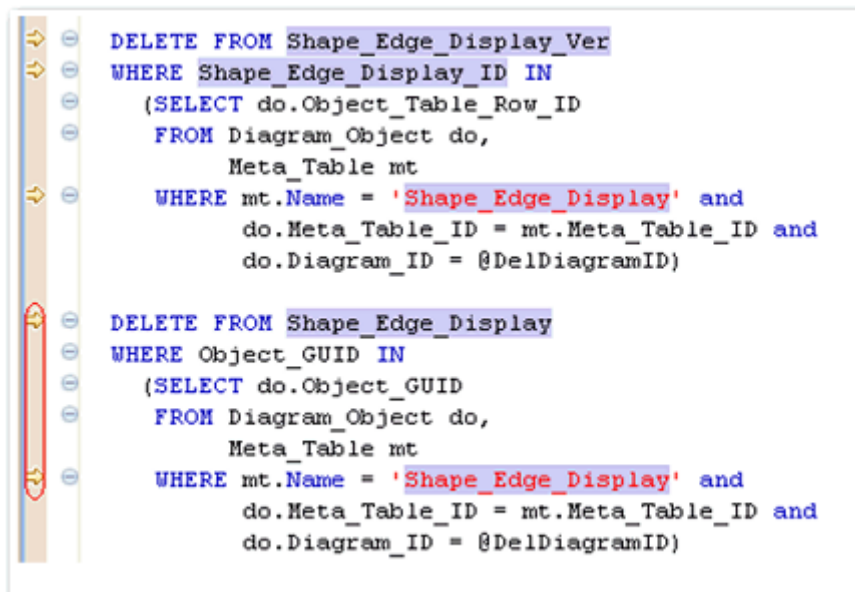 DELETE FROM Shape_Edge_Display_Ver
WHERE Shape_Edge_Display_ID IN
(SELECT do.Object_Table_Row_ID
FROM Diagram_Object do,
Meta_Table mt
WHERE mt.Name = 'Shape_Edge_Display' and
do.Meta_Table_ID = mt.Meta_Table_ID and
do.Diagram_ID = @DelDiagramID)
DELETE FROM Shape_Edge_Display
WHERE Object_GUID IN
(SELECT do.Object_GUID
FROM Diagram_Object do,
Meta_Table mt
WHERE mt.Name = 'Shape_Edge_Display' and
do.Meta_Table_ID = mt.Meta_Table_ID and
do.Diagram_ID = @DelDiagramID)